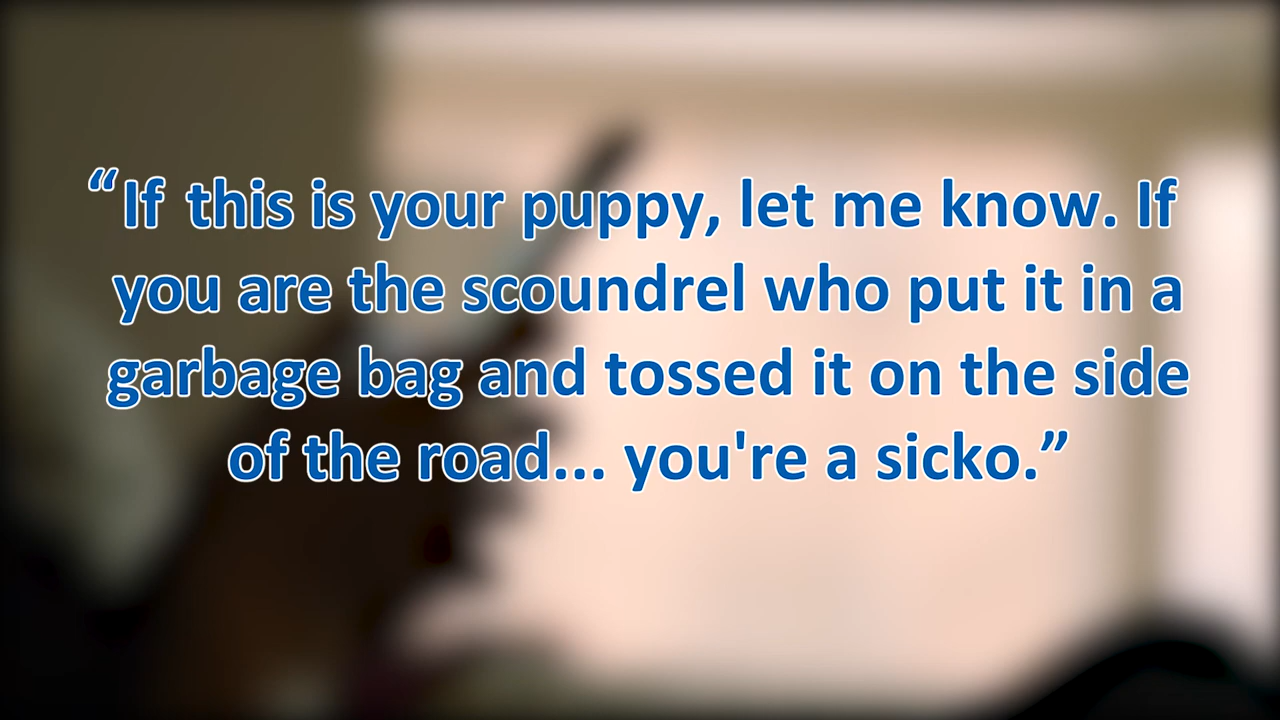 “If this is your puppy, let me know. If
you are the scoundrel who put it in a
garbage bag and tossed it on the side
of the road... you're a sicko.”